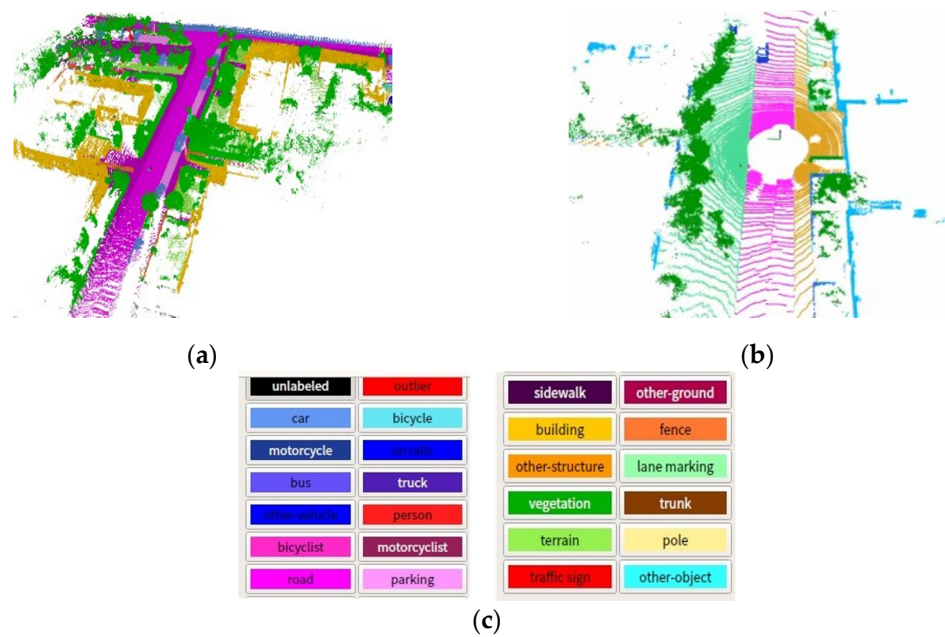 (a)
(b)
unlabeled outlier
car bicycle
motorcycle on rails
bus truck
other-vehicle person
bicyclist motorcyclist
road parking
sidewalk other-ground
building fence
other-structure lane marking
vegetation trunk
terrain pole
traffic sign other-object
(c)